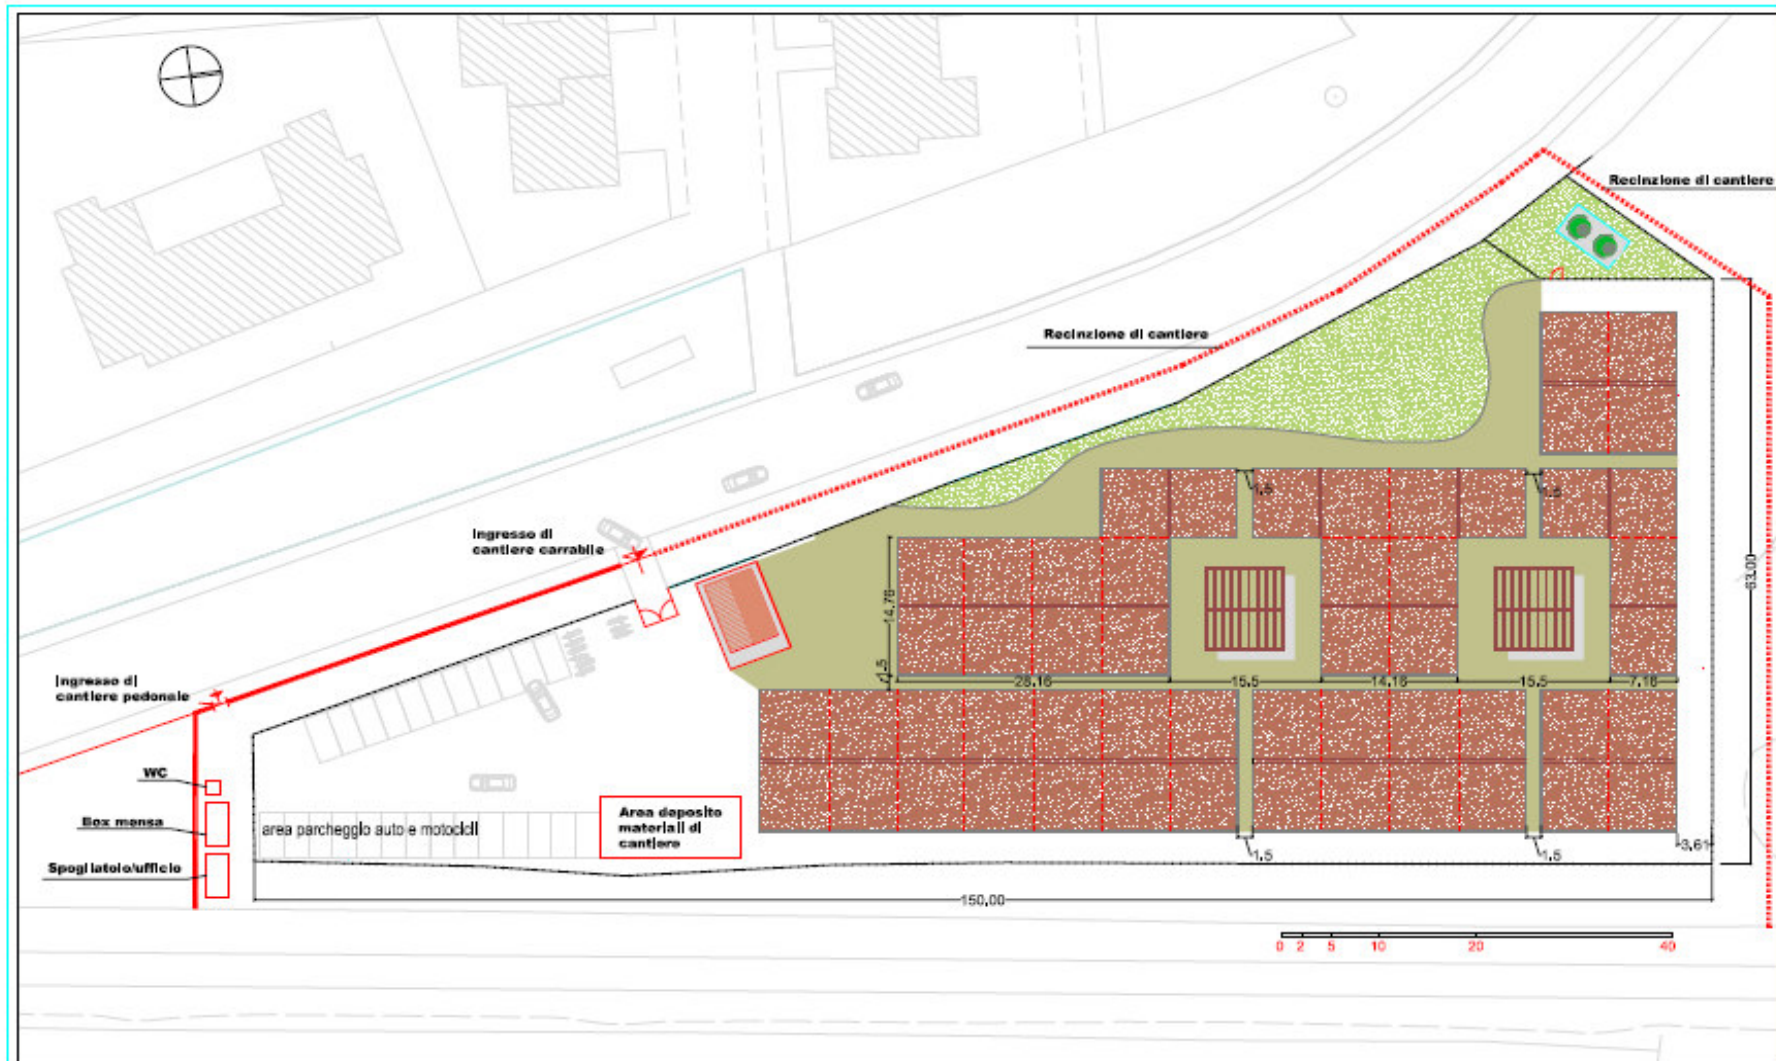 Recinzione di cantiere
63.00
Recinzione di cantiere
1.5
1.5
Ingresso di
cantiere carrabile
14.76
1.5
28.16
15.5
14.16
15.5
7.16
Ingresso di
cantiere pedonale
WC
Box mensa
Spogliatoio/ufficio
area parcheggio auto e motocicli
Area deposito
materiali di
cantiere
3.61
1.5
1.5
150.00
0 2 5 10 20 40